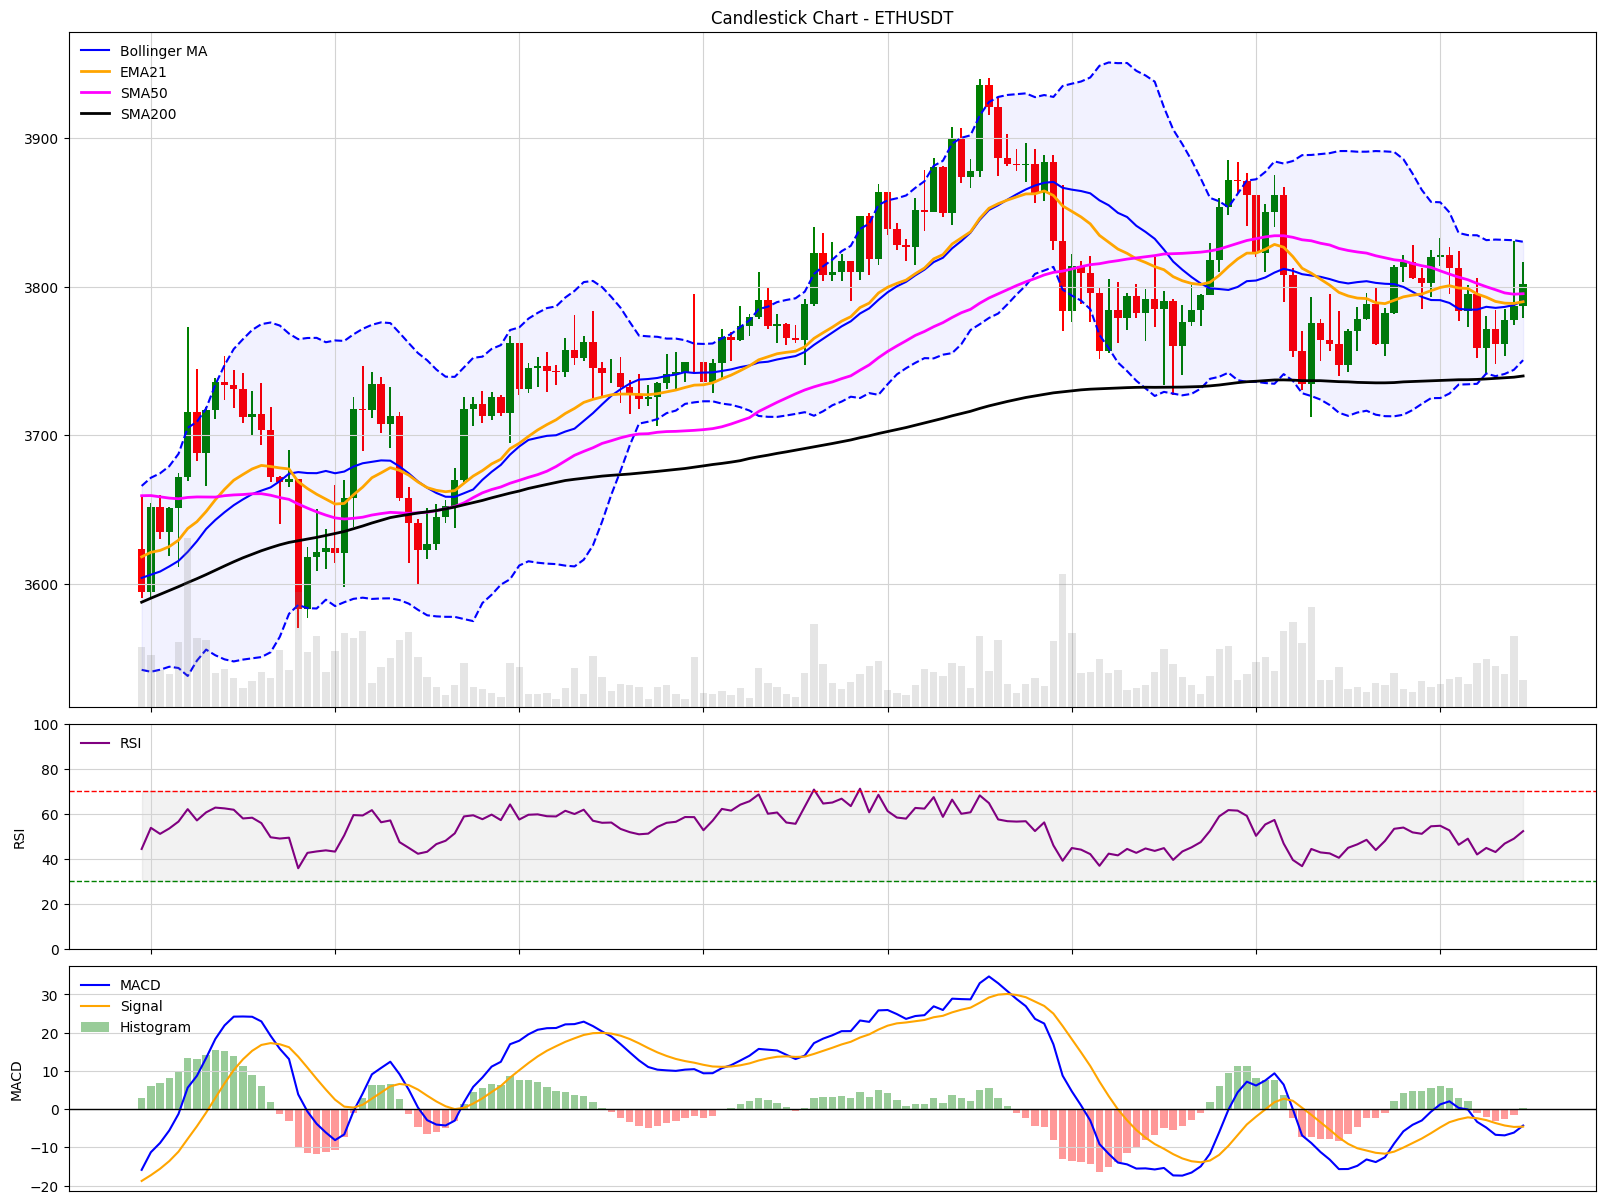 Candlestick Chart - ETHUSDT
Bollinger MA
EMA21
SMA50
SMA200
3900
3800
3700
3600
RSI
100
80
60
40
20
0
RSI
MACD
Signal
Histogram
30
20
10
0
−10
−20
MACD